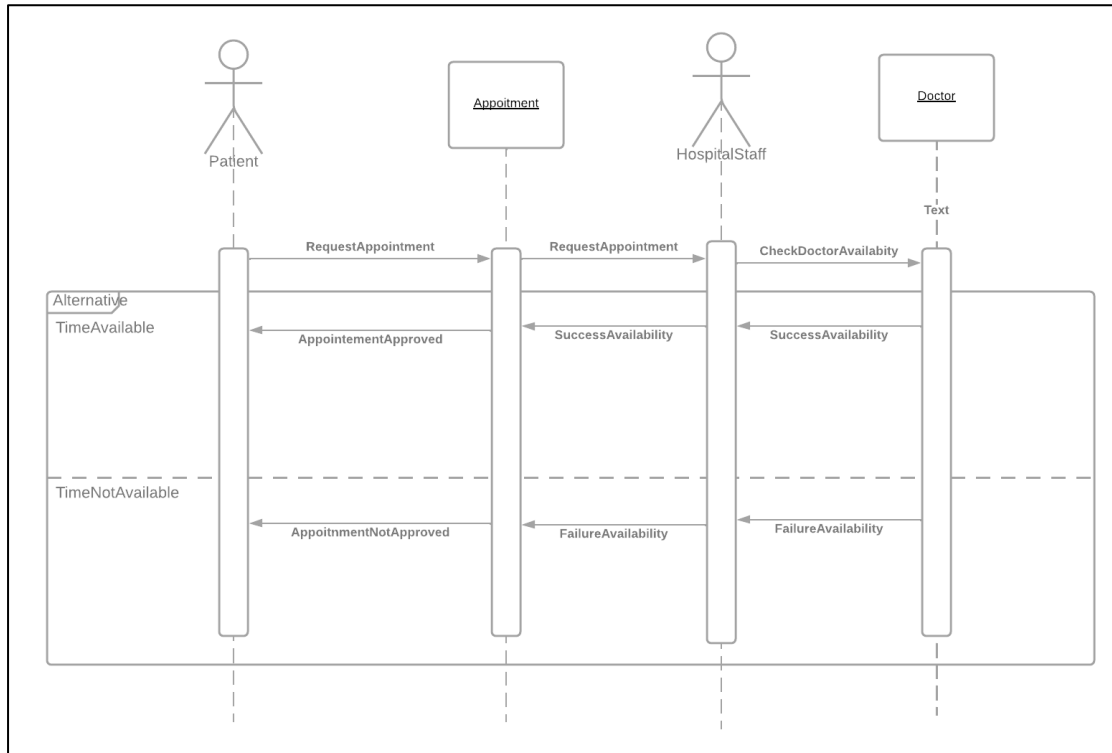 Appoitment
Doctor
Patient
HospitalStaff
Text
RequestAppointment
RequestAppointment
CheckDoctorAvailabity
Alternative
TimeAvailable
AppointementApproved
SuccessAvailability
SuccessAvailability
TimeNotAvailable
AppoitnmentNotApproved
FailureAvailability
FailureAvailability